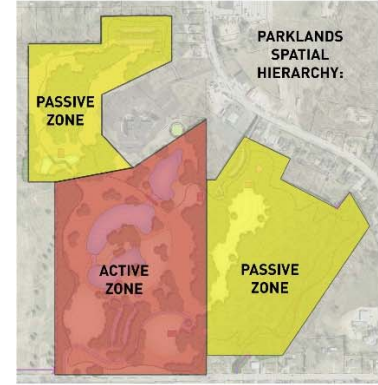 PARKLANDS
SPATIAL
HIERARCHY:
PASSIVE
ZONE
ACTIVE
ZONE
PASSIVE
ZONE